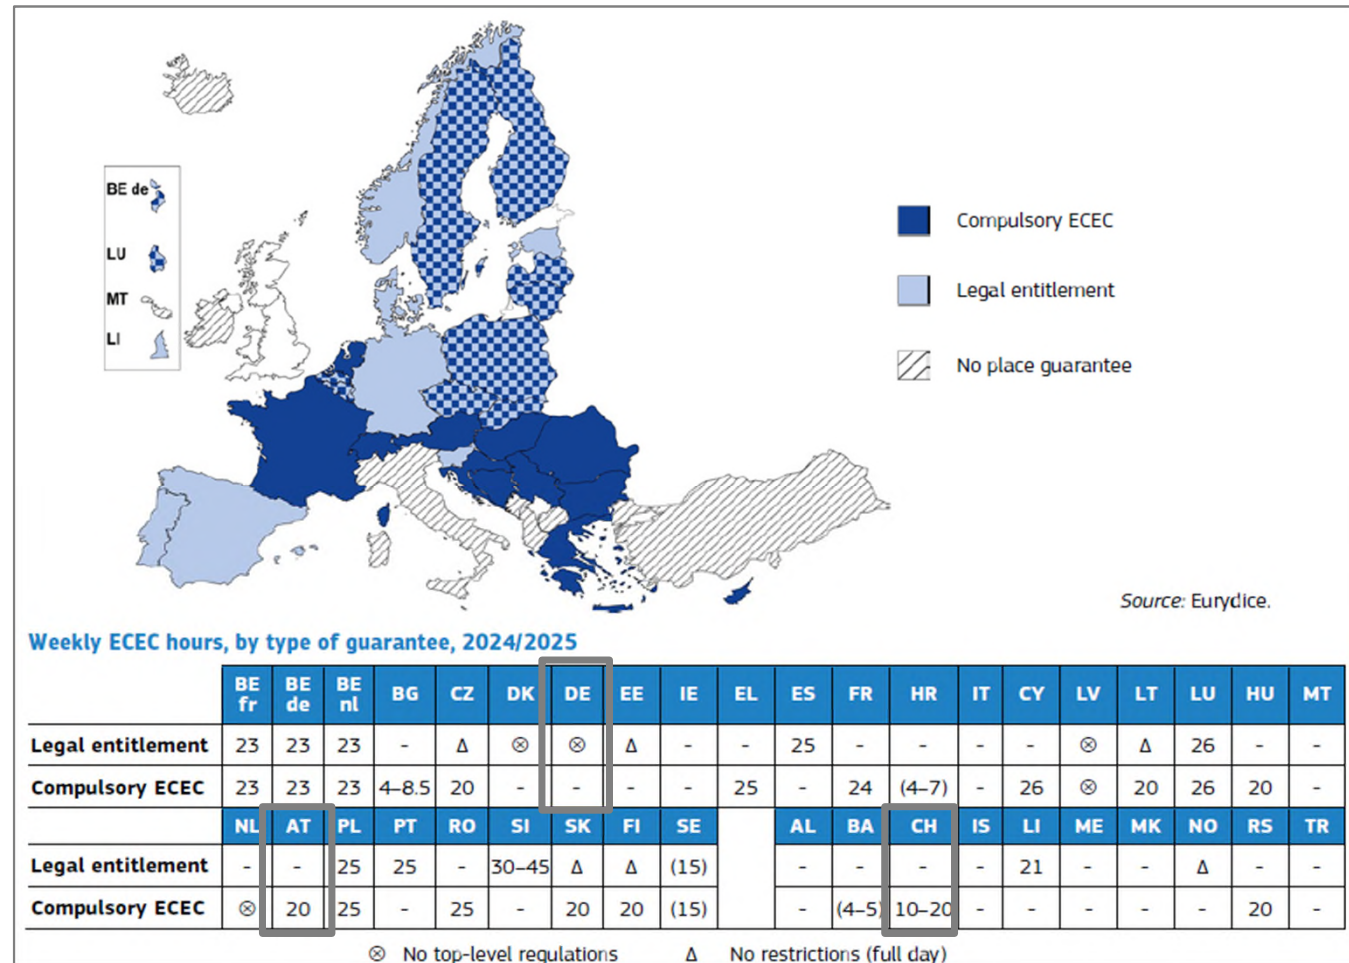 BE de
LU
MT
LI
Compulsory ECEC
Legal entitlement
No place guarantee
Source: Eurydice.
Weekly ECEC hours, by type of guarantee, 2024/2025
BE fr BE de BE nl BG CZ DK DE EE IE EL ES FR HR IT CY LV LT LU HU MT
Legal entitlement 23 23 23 - Δ ⊗ ⊗ Δ - - 25 - - - - ⊗ Δ 26 - -
Compulsory ECEC 23 23 23 4–8.5 20 - - - - 25 - 24 (4–7) - 26 ⊗ 20 26 20 -
NL AT PL PT RO SI SK FI SE AL BA CH IS LI ME MK NO RS TR
Legal entitlement - - 25 25 - 30–45 Δ Δ (15) - - - - 21 - - Δ - -
Compulsory ECEC ⊗ 20 25 - 25 - 20 20 (15) - (4–5) 10–20 - - - - - 20 -
⊗ No top-level regulations Δ No restrictions (full day)